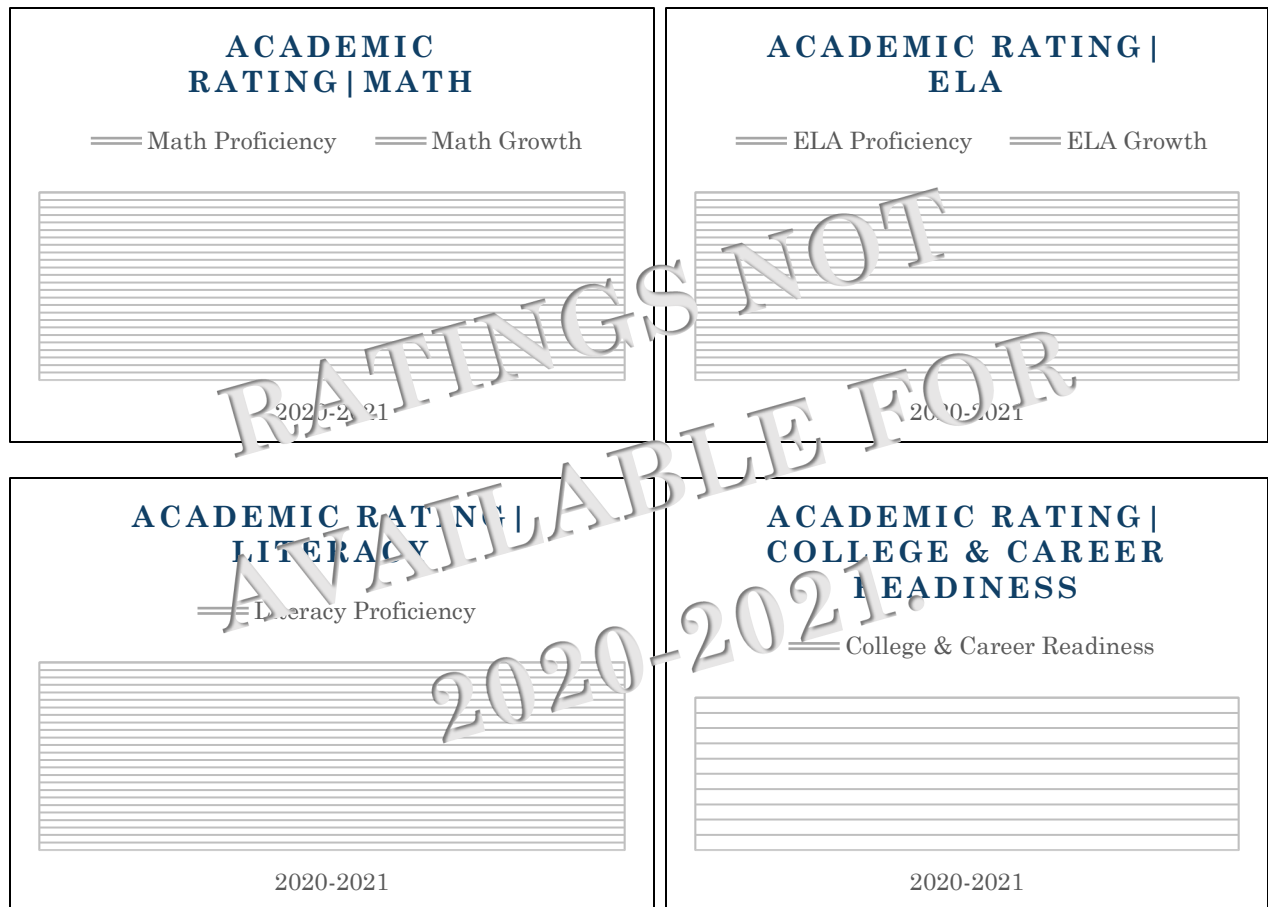 ACADEMIC
RATING|MATH
Math Proficiency Math Growth
2020-2021
ACADEMIC RATING|
ELA
ELA Proficiency ELA Growth
2020-2021
RATINGS NOT
AVAILABLE FOR
2020-2021.
ACADEMIC RATING|
LITERACY
Literacy Proficiency
2020-2021
ACADEMIC RATING|
COLLEGE & CAREER
READINESS
College & Career Readiness
2020-2021